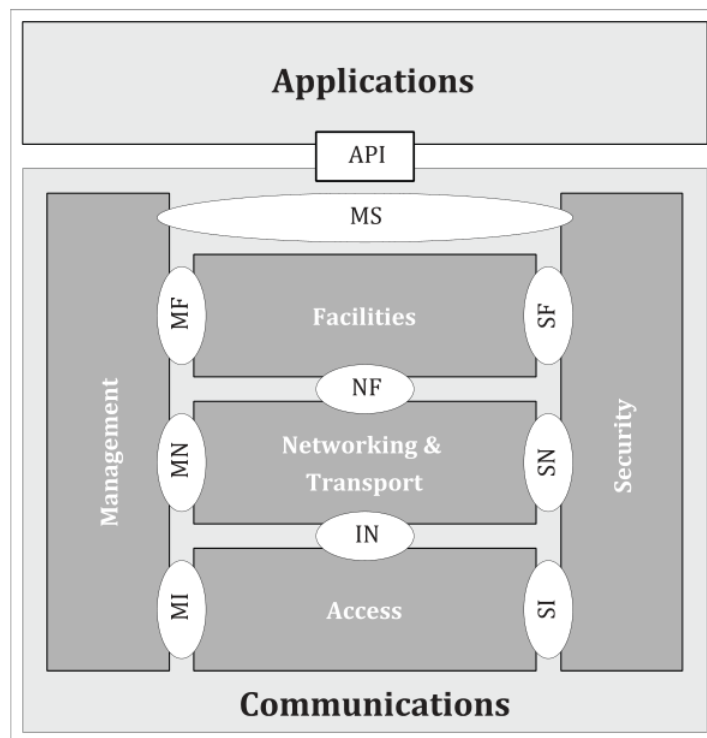 Applications
API
MS
MF
Facilities
SF
NF
Management
MN
Networking &
Transport
SN
Security
IN
MI
Access
SI
Communications